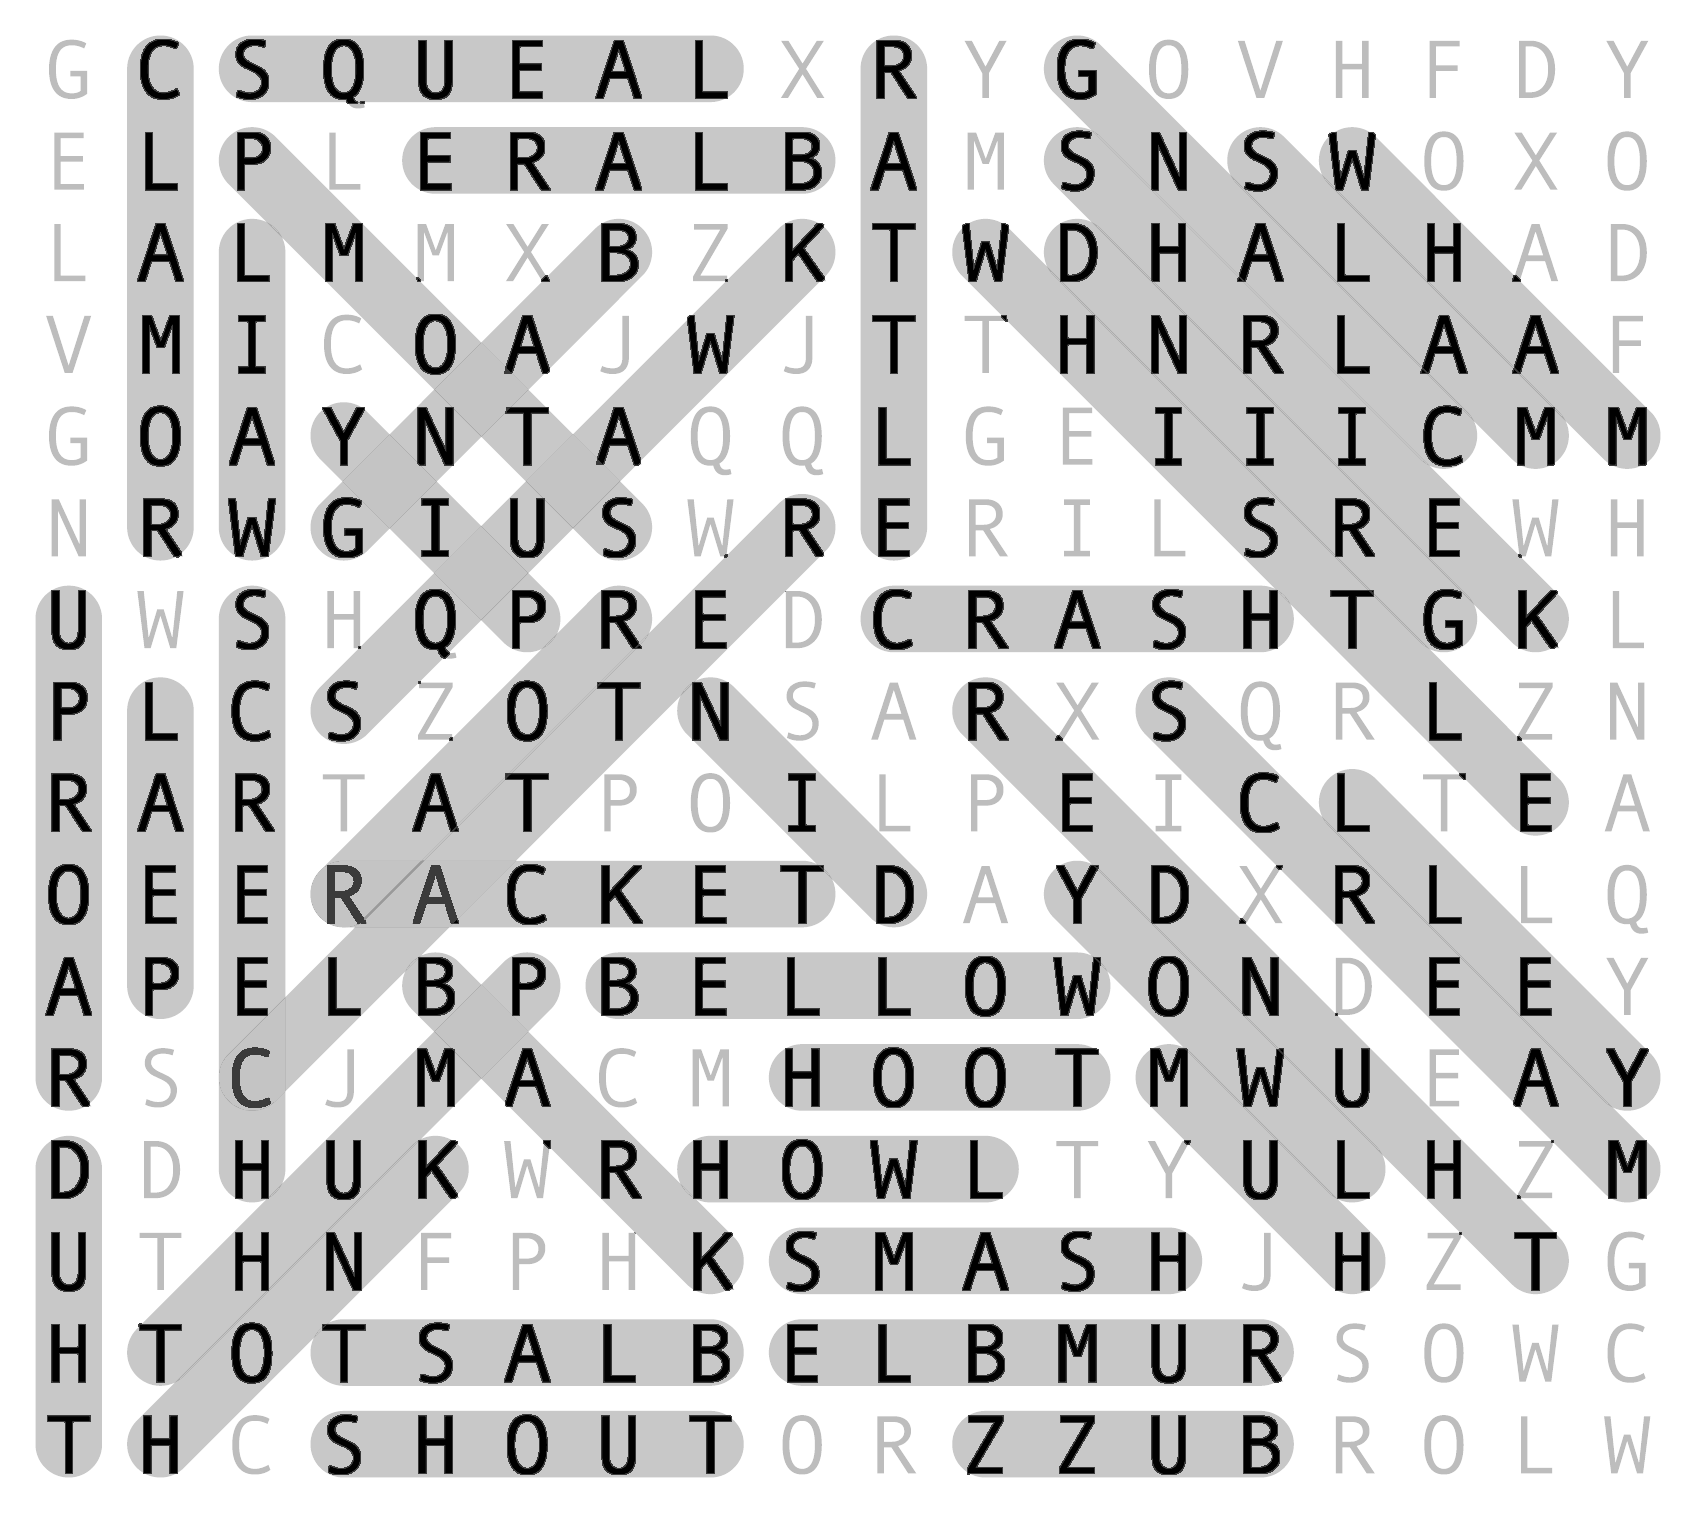 G C S Q U E A L X R Y G O V H F D Y
E L P L E R A L B A M S N S W O X O
L A L M M X B Z K T W D H A L H A D
V M I C O A J W J T T H N R L A A F
G O A Y N T A Q Q L G E I I I C M M
N R W G I U S W R E R I L S R E W H
U W S H Q P R E D C R A S H T G K L
P L C S Z O T N S A R X S Q R L Z N
R A R T A T P O I L P E I C L T E A
O E E R A C K E T D A Y D X R L L Q
A P E L B P B E L L O W O N D E E Y
R S C J M A C M H O O T M W U E A Y
D D H U K W R H O W L T Y U L H Z M
U T H N F P H K S M A S H J H Z T G
H T O T S A L B E L B M U R S O W C
T H C S H O U T O R Z Z U B R O L W